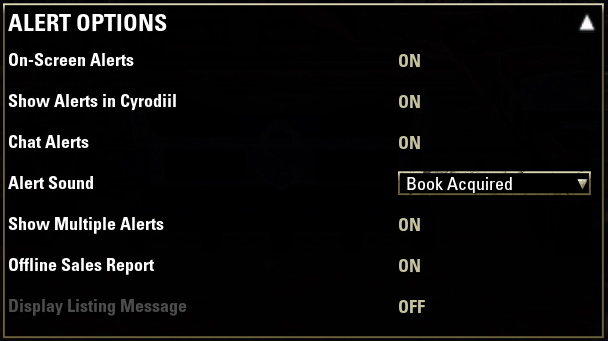 ALERT OPTIONS
On-Screen Alerts ON
Show Alerts in Cyrodiil ON
Chat Alerts ON
Alert Sound Book Acquired
Show Multiple Alerts ON
Offline Sales Report ON
Display Listing Message OFF